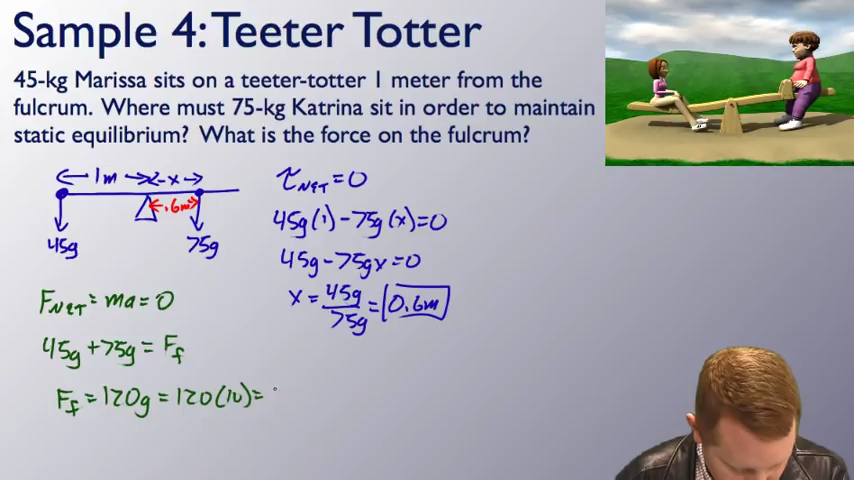 Sample 4: Teeter Totter
45-kg Marissa sits on a teeter-totter 1 meter from the
fulcrum. Where must 75-kg Katrina sit in order to maintain
static equilibrium? What is the force on the fulcrum?
1m x
.6m
45g 75g
τNET = 0
45g(1) - 75g(x) = 0
45g - 75gx = 0
x = 45g/75g = 0.6m
FNET = ma = 0
45g + 75g = Ff
Ff = 120g = 120(10) =